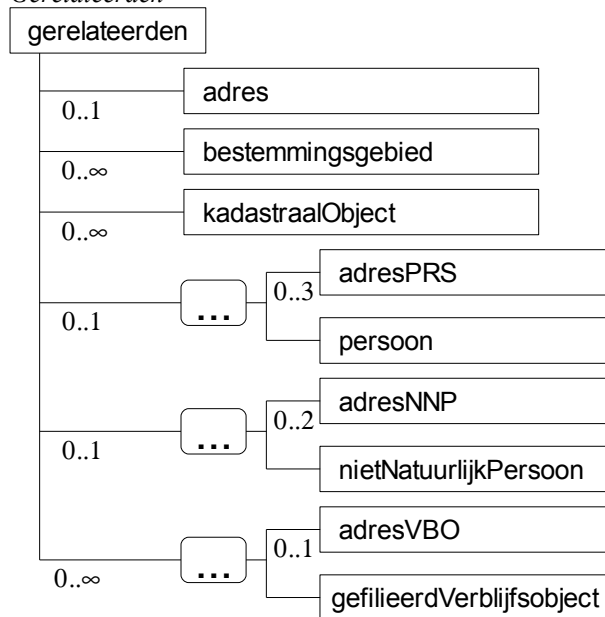 Gerelateerden
gerelateerden
adres
0..1
bestemmingsgebied
0..∞
kadastraalObject
0..∞
adresPRS
0..3
0..1
...
persoon
adresNNP
0..2
0..1
...
nietNatuurlijkPersoon
adresVBO
0..1
0..∞
...
gefilieerdVerblijfsobject